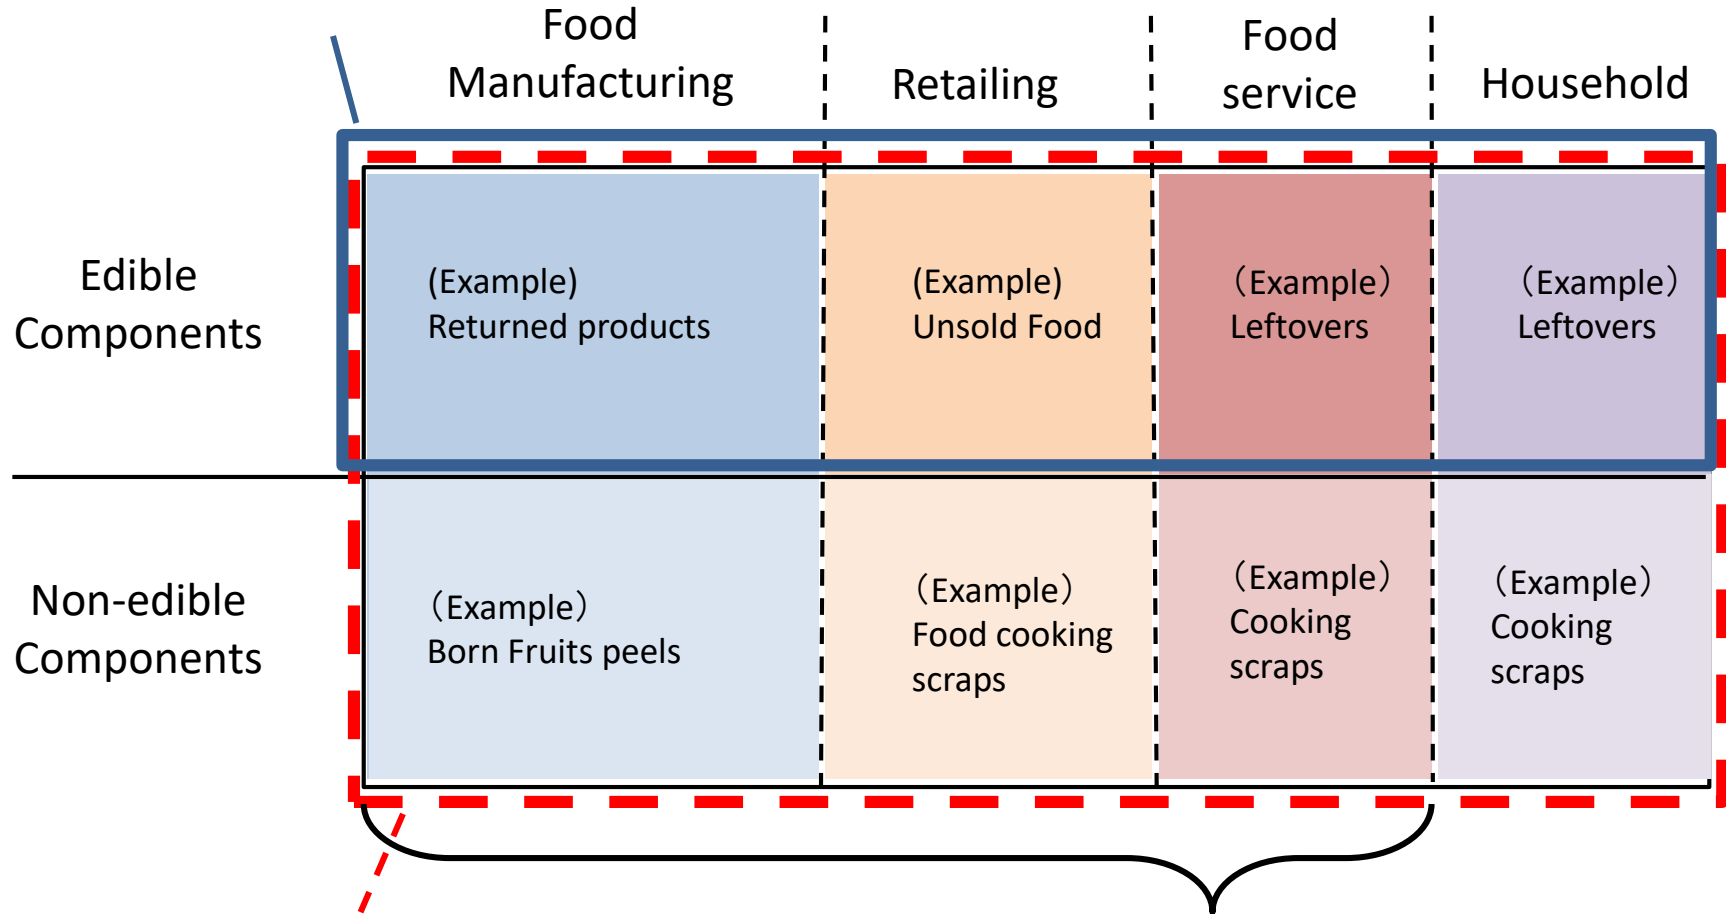 Food
Manufacturing
Retailing
Food
service
Household
Edible
Components
(Example)
Returned products
(Example)
Unsold Food
（Example）
Leftovers
（Example）
Leftovers
Non-edible
Components
（Example）
Born Fruits peels
（Example）
Food cooking
scraps
（Example）
Cooking
scraps
（Example）
Cooking
scraps